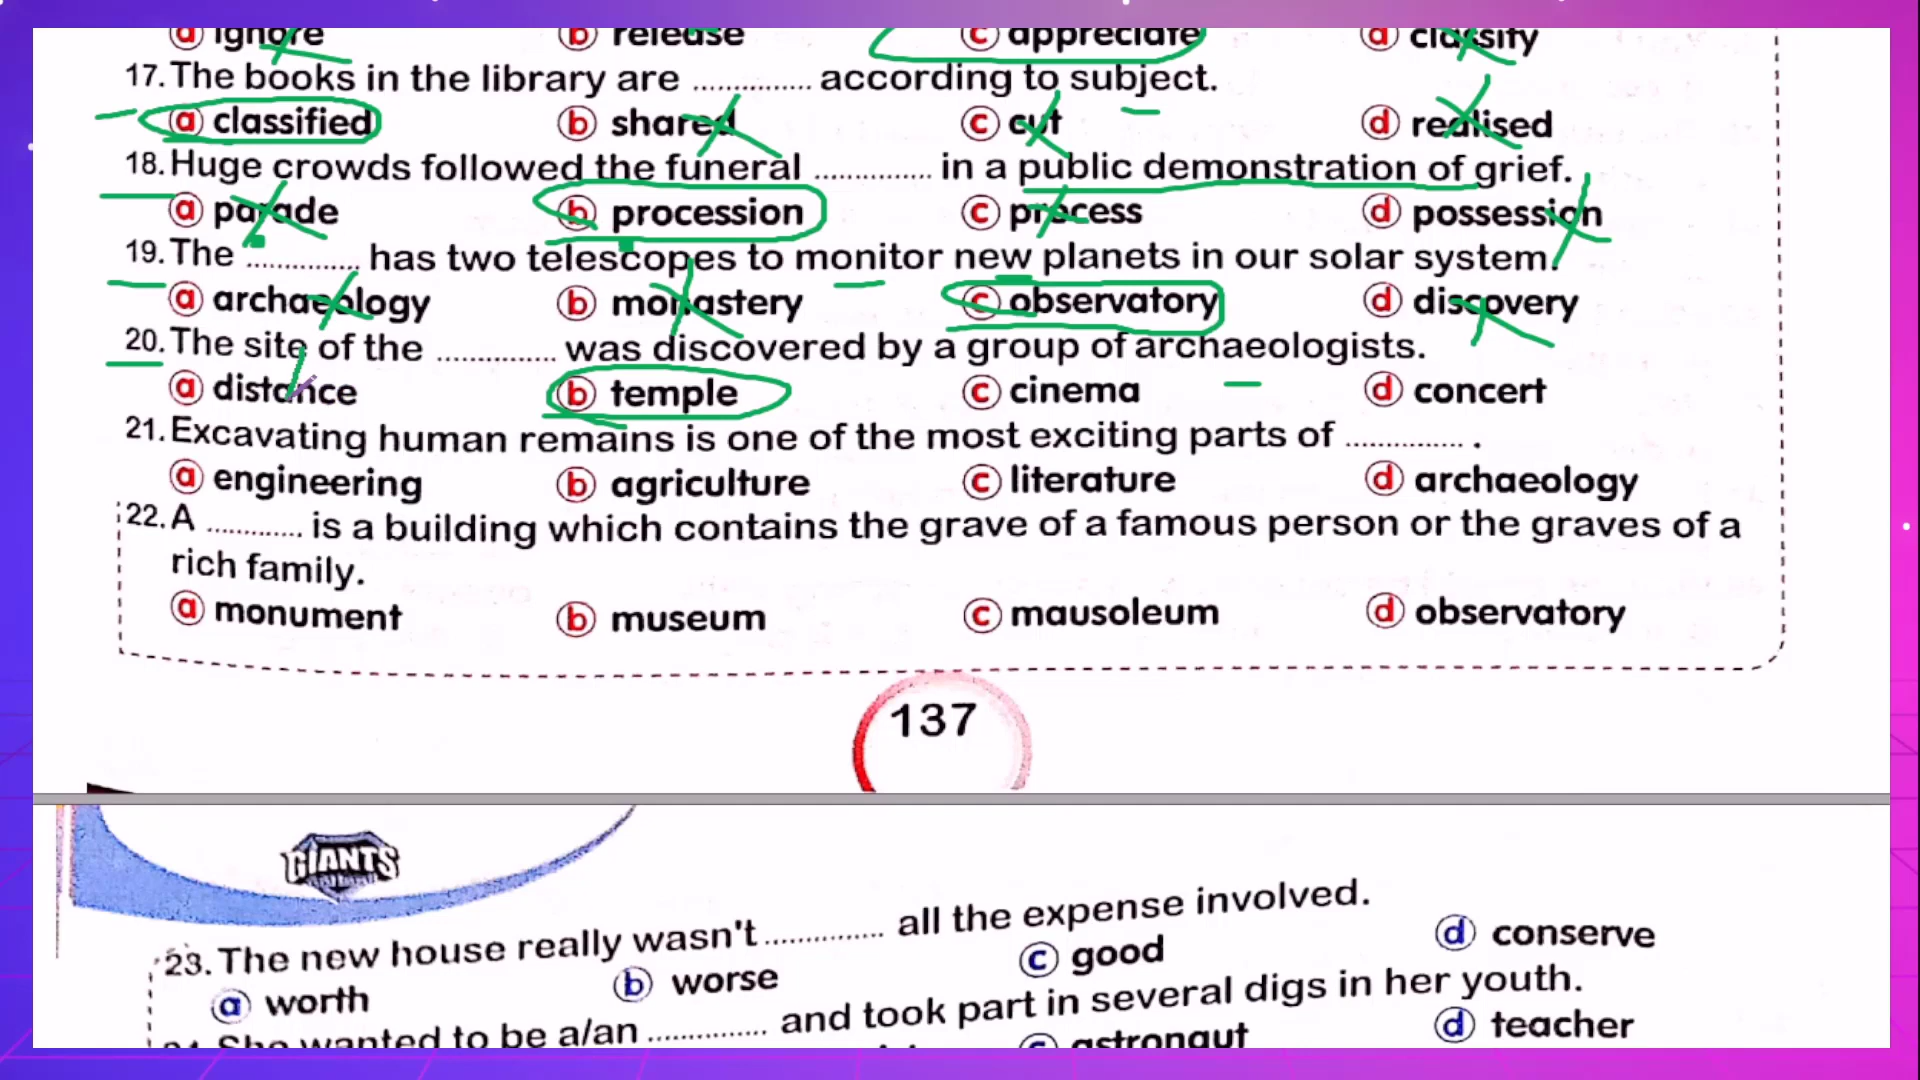 a ignore b release c appreciate d classify
17. The books in the library are .............. according to subject.
a classified b shared c cut d realised
18. Huge crowds followed the funeral .............. in a public demonstration of grief.
a parade b procession c process d possession
19. The .............. has two telescopes to monitor new planets in our solar system.
a archaeology b monastery c observatory d discovery
20. The site of the .............. was discovered by a group of archaeologists.
a distance b temple c cinema d concert
21. Excavating human remains is one of the most exciting parts of .............. .
a engineering b agriculture c literature d archaeology
22. A ........... is a building which contains the grave of a famous person or the graves of a
rich family.
a monument b museum c mausoleum d observatory
137
GIANTS
23. The new house really wasn't .............. all the expense involved.
a worth b worse c good d conserve
She wanted to be a/an .............. and took part in several digs in her youth.
c astronaut d teacher